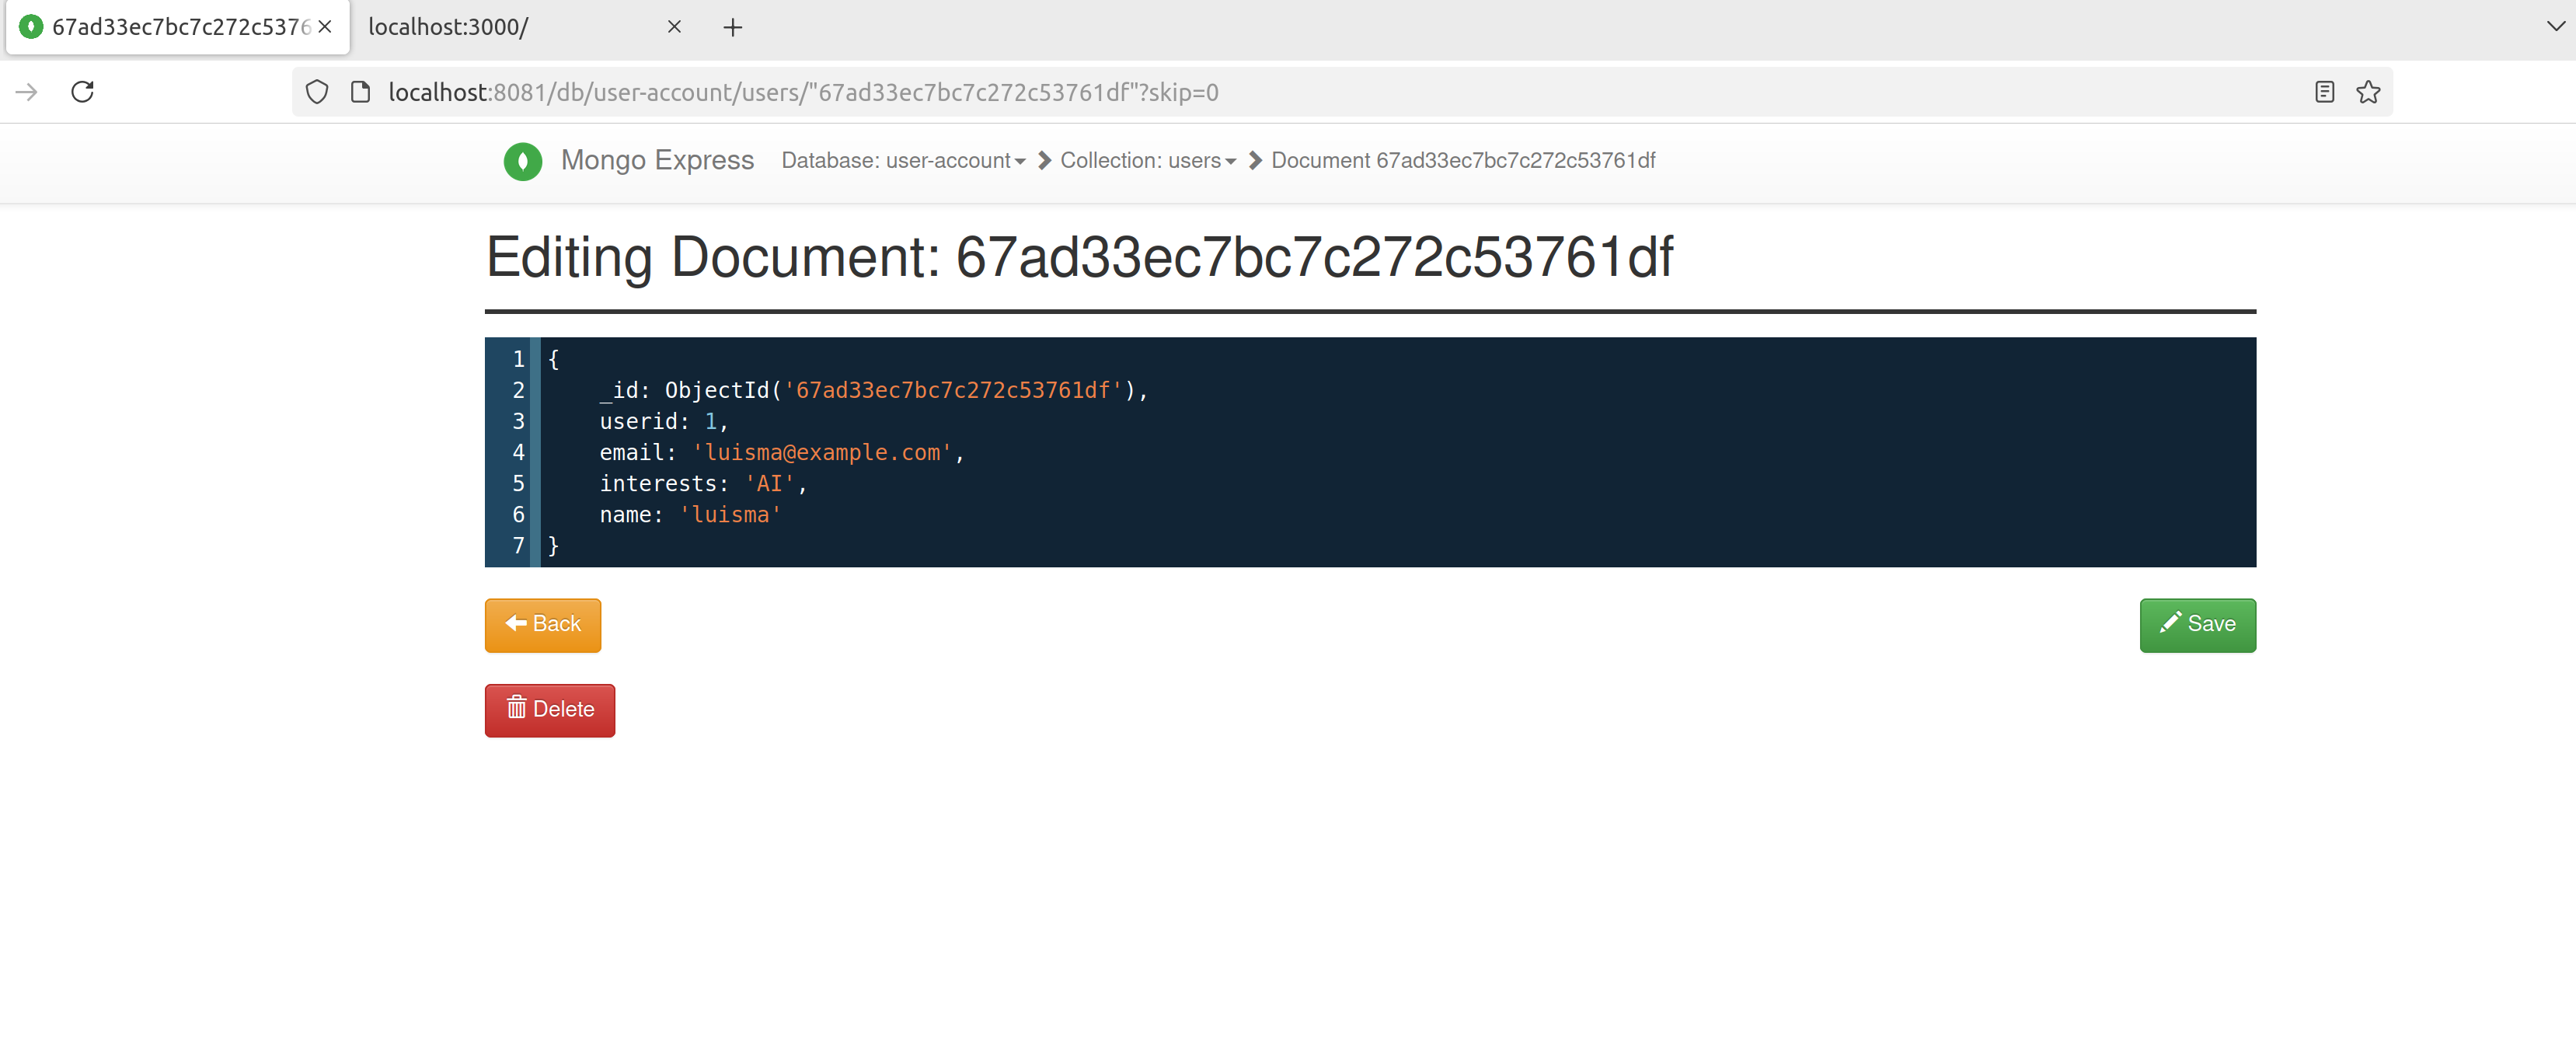 67ad33ec7bc7c272c5376
localhost:3000/
localhost:8081/db/user-account/users/"67ad33ec7bc7c272c53761df"?skip=0
Mongo Express Database: user-account Collection: users Document 67ad33ec7bc7c272c53761df
Editing Document: 67ad33ec7bc7c272c53761df
1 {
2 _id: ObjectId('67ad33ec7bc7c272c53761df'),
3 userid: 1,
4 email: 'luisma@example.com',
5 interests: 'AI',
6 name: 'luisma'
7 }
Back
Save
Delete